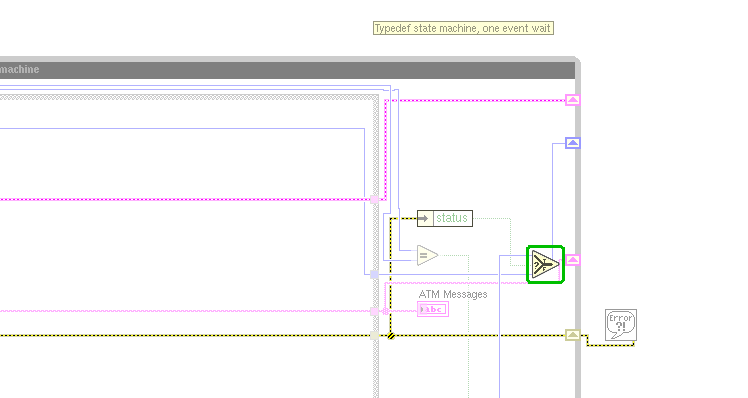 Typedef state machine, one event wait
machine
status
=
?
T
F
ATM Messages
abc
Error
?!